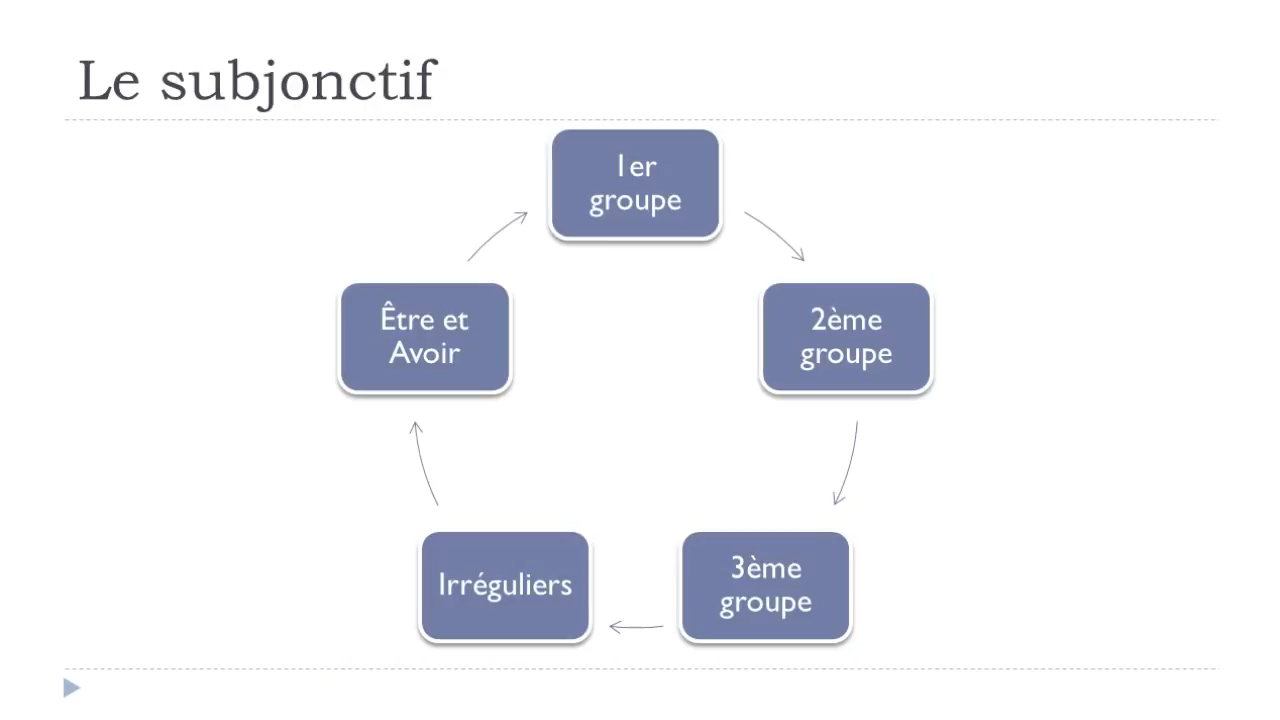 Le subjonctif
1er
groupe
2ème
groupe
3ème
groupe
Irréguliers
Être et
Avoir